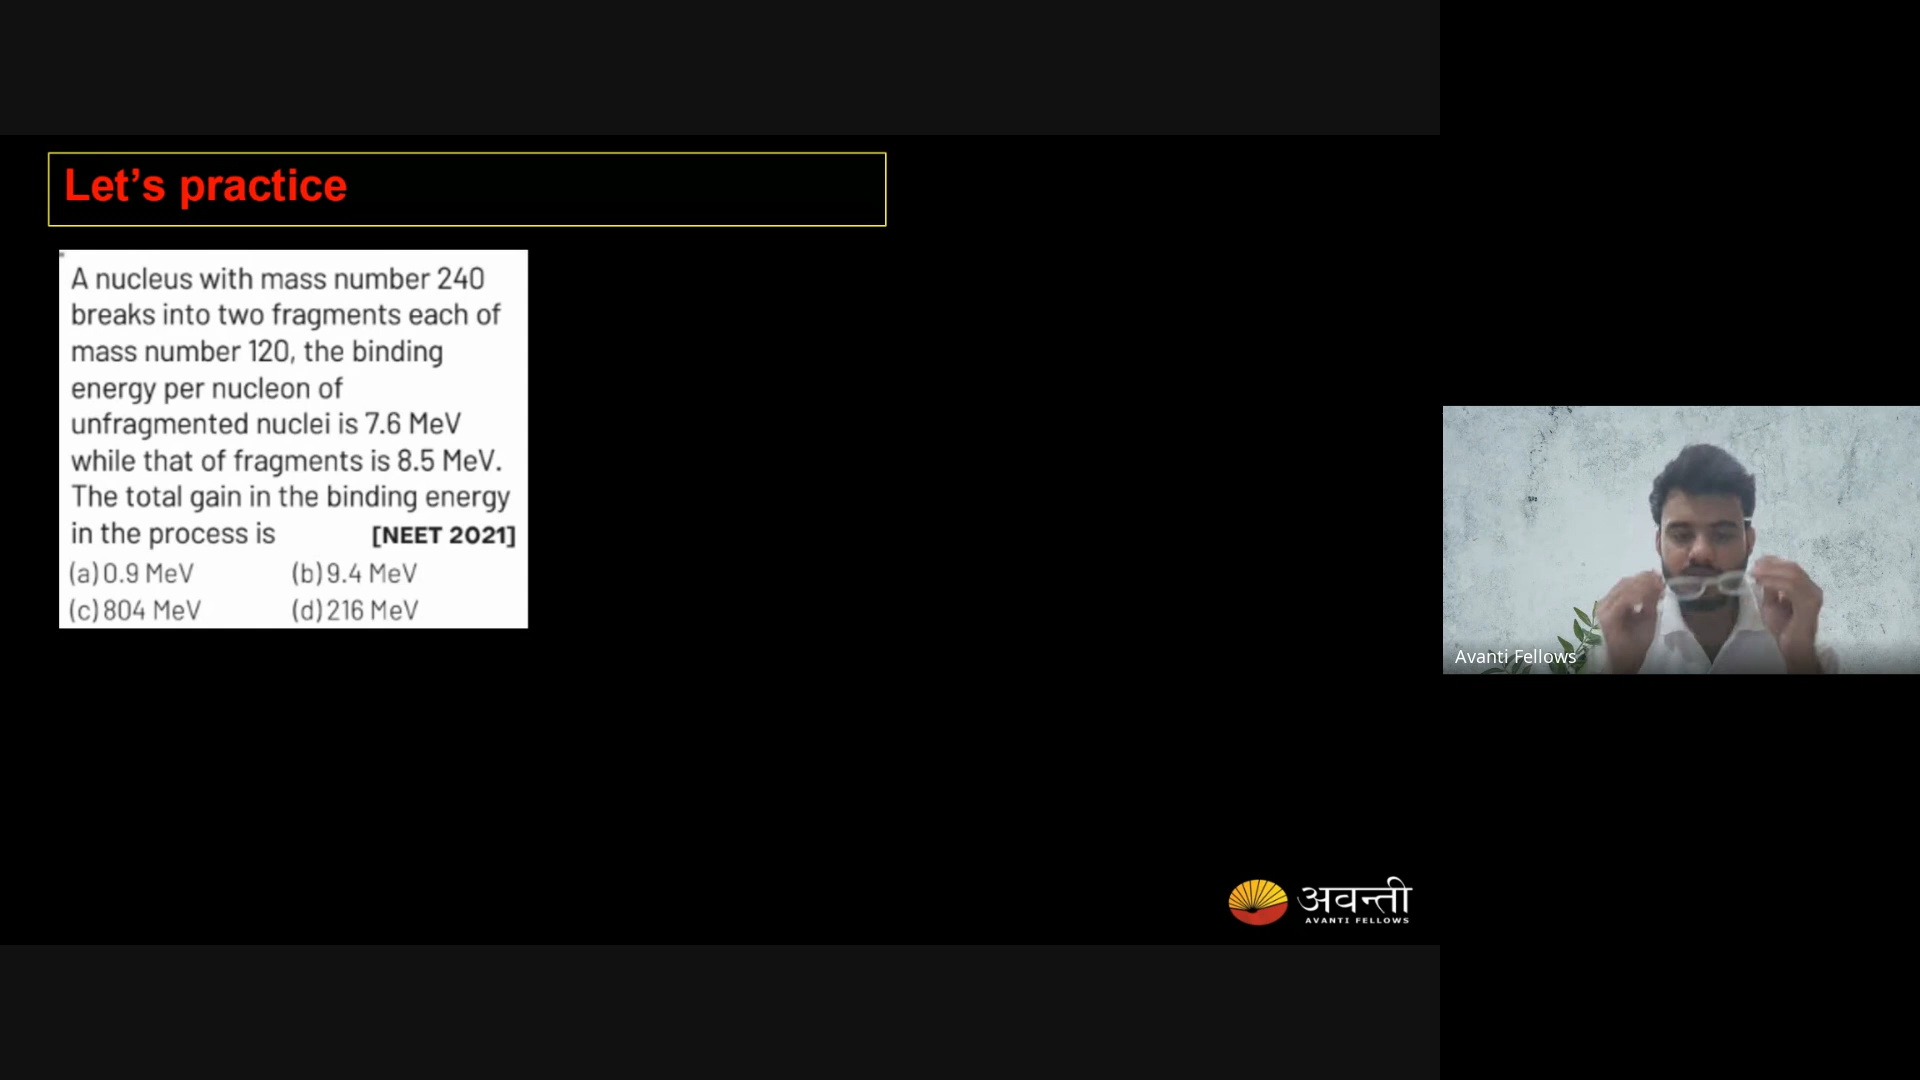 Let’s practice
A nucleus with mass number 240
breaks into two fragments each of
mass number 120, the binding
energy per nucleon of
unfragmented nuclei is 7.6 MeV
while that of fragments is 8.5 MeV.
The total gain in the binding energy
in the process is [NEET 2021]
(a) 0.9 MeV (b) 9.4 MeV
(c) 804 MeV (d) 216 MeV
Avanti Fellows
अवन्ती
AVANTI FELLOWS